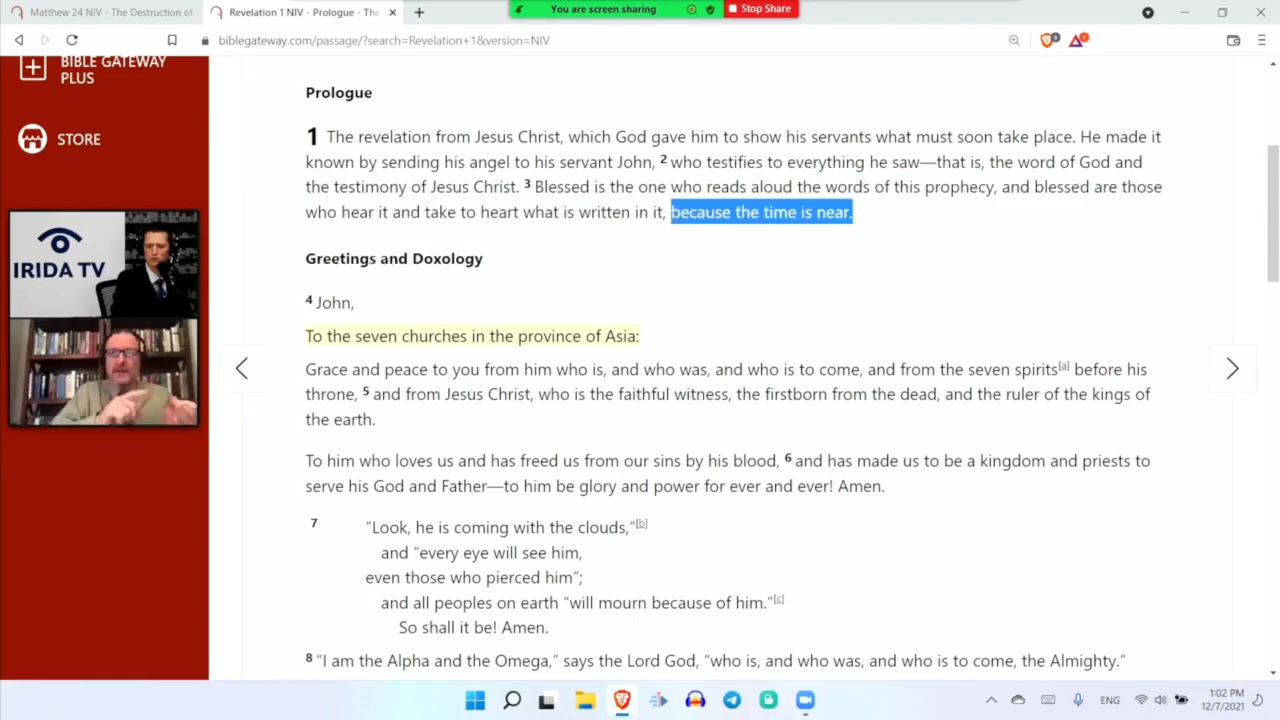 Matthew 24 NIV - The Destruction of
Revelation 1 NIV - Prologue - The
You are screen sharing
Stop Share
biblegateway.com/passage/?search=Revelation+1&version=NIV
BIBLE GATEWAY
PLUS
STORE
IRIDA TV
Prologue
1 The revelation from Jesus Christ, which God gave him to show his servants what must soon take place. He made it
known by sending his angel to his servant John, 2 who testifies to everything he saw—that is, the word of God and
the testimony of Jesus Christ. 3 Blessed is the one who reads aloud the words of this prophecy, and blessed are those
who hear it and take to heart what is written in it, because the time is near.
Greetings and Doxology
4 John,
To the seven churches in the province of Asia:
Grace and peace to you from him who is, and who was, and who is to come, and from the seven spirits[a] before his
throne, 5 and from Jesus Christ, who is the faithful witness, the firstborn from the dead, and the ruler of the kings of
the earth.
To him who loves us and has freed us from our sins by his blood, 6 and has made us to be a kingdom and priests to
serve his God and Father—to him be glory and power for ever and ever! Amen.
7 “Look, he is coming with the clouds,”[b]
and “every eye will see him,
even those who pierced him”;
and all peoples on earth “will mourn because of him.”[c]
So shall it be! Amen.
8 “I am the Alpha and the Omega,” says the Lord God, “who is, and who was, and who is to come, the Almighty.”
ENG
1:02 PM
12/7/2021